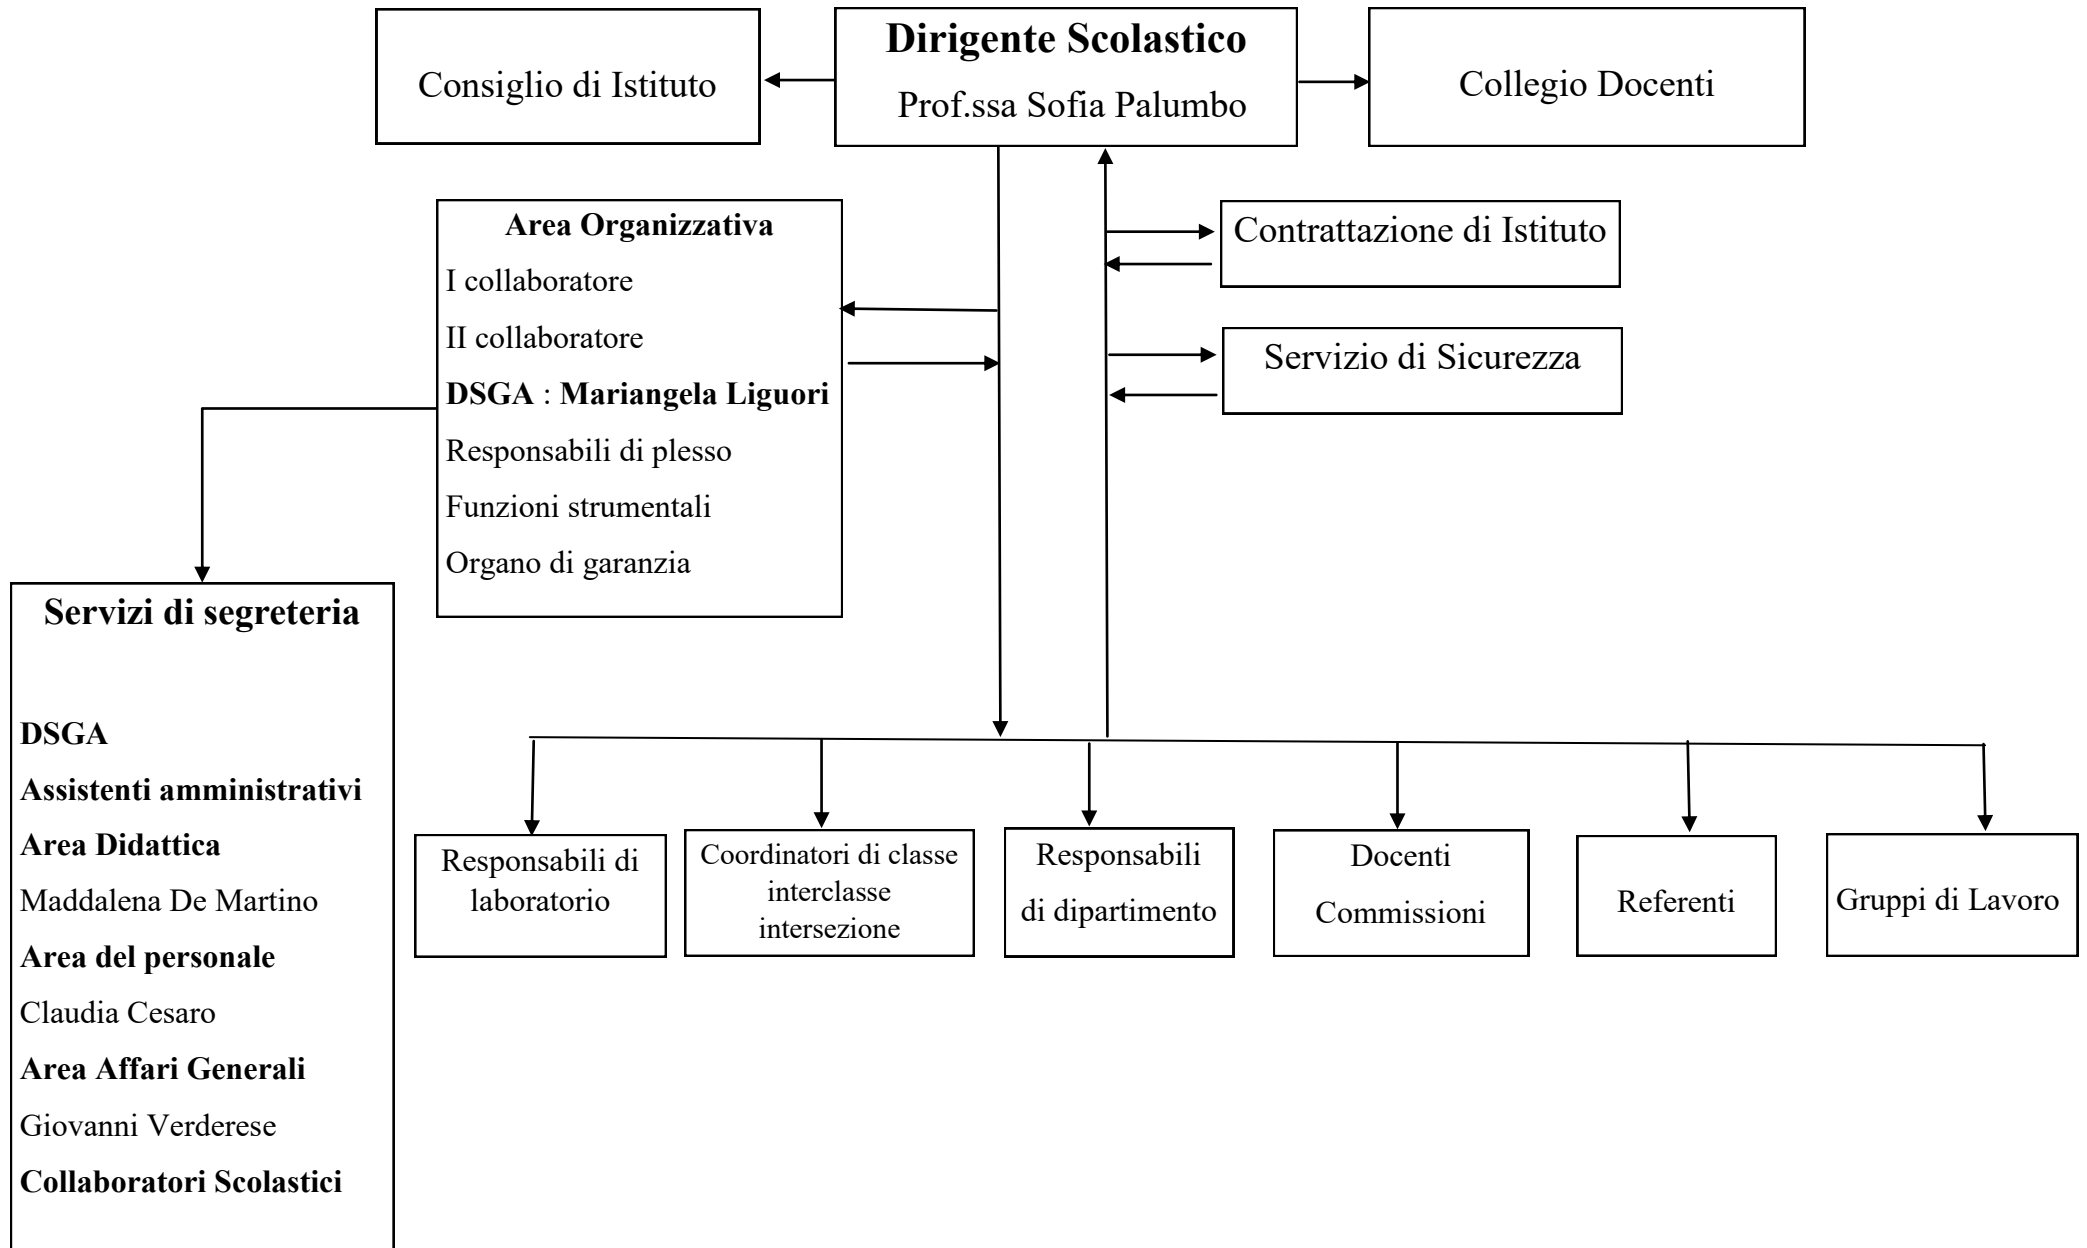 Consiglio di Istituto
Dirigente Scolastico
Prof.ssa Sofia Palumbo
Collegio Docenti
Area Organizzativa
I collaboratore
II collaboratore
DSGA : Mariangela Liguori
Responsabili di plesso
Funzioni strumentali
Organo di garanzia
Contrattazione di Istituto
Servizio di Sicurezza
Servizi di segreteria
DSGA
Assistenti amministrativi
Area Didattica
Maddalena De Martino
Area del personale
Claudia Cesaro
Area Affari Generali
Giovanni Verderese
Collaboratori Scolastici
Responsabili di
laboratorio
Coordinatori di classe
interclasse
intersezione
Responsabili
di dipartimento
Docenti
Commissioni
Referenti
Gruppi di Lavoro